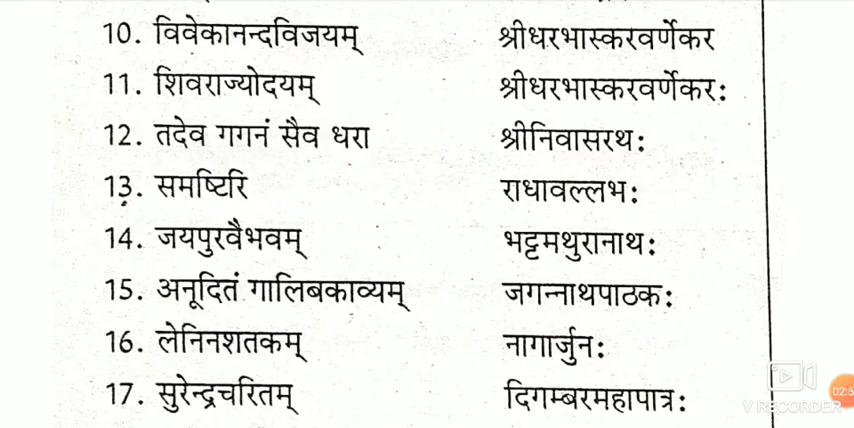 10. विवेकानन्दविजयम् श्रीधरभास्करवर्णेकर
11. शिवराज्योदयम् श्रीधरभास्करवर्णेकर:
12. तदेव गगनं सैव धरा श्रीनिवासरथ:
13. समष्टिरि राधावल्लभ:
14. जयपुरवैभवम् भट्टमथुरानाथ:
15. अनूदितं गालिबकाव्यम् जगन्नाथपाठक:
16. लेनिनशतकम् नागार्जुन:
17. सुरेन्द्रचरितम् दिगम्बरमहापात्र:
V RECORDER